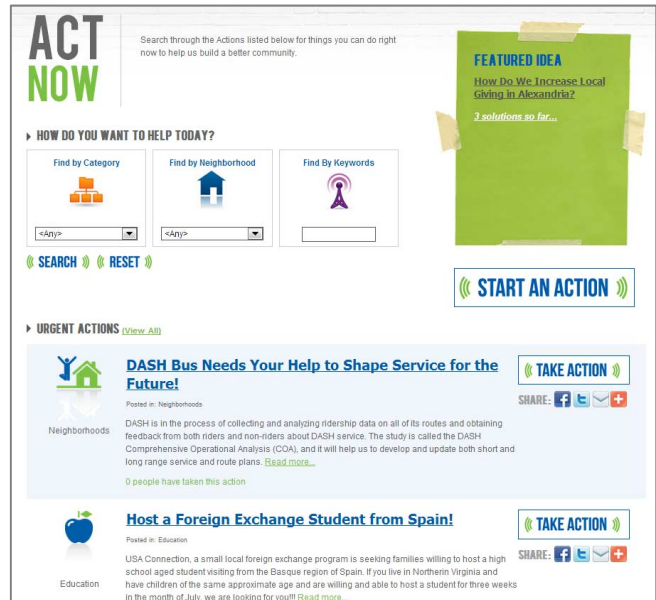 ACT
NOW
Search through the Actions listed below for things you can do right
now to help us build a better community.
FEATURED IDEA
How Do We Increase Local
Giving in Alexandria?
3 solutions so far...
HOW DO YOU WANT TO HELP TODAY?
Find by Category
Find by Neighborhood
Find By Keywords
<Any>
<Any>
SEARCH
RESET
START AN ACTION
URGENT ACTIONS (View All)
DASH Bus Needs Your Help to Shape Service for the
Future!
Posted in: Neighborhoods
TAKE ACTION
SHARE:
Neighborhoods
DASH is in the process of collecting and analyzing ridership data on all of its routes and obtaining
feedback from both riders and non-riders about DASH service. The study is called the DASH
Comprehensive Operational Analysis (COA), and it will help us to develop and update both short and
long range service and route plans. Read more...
0 people have taken this action
Host a Foreign Exchange Student from Spain!
Posted in: Education
TAKE ACTION
SHARE:
Education
USA Connection, a small local foreign exchange program is seeking families willing to host a high
school aged student visiting from the Basque region of Spain. If you live in Northern Virginia and
have children of the same approximate age and are willing and able to host a student for three weeks
in the month of July, we are looking for you!!! Read more...